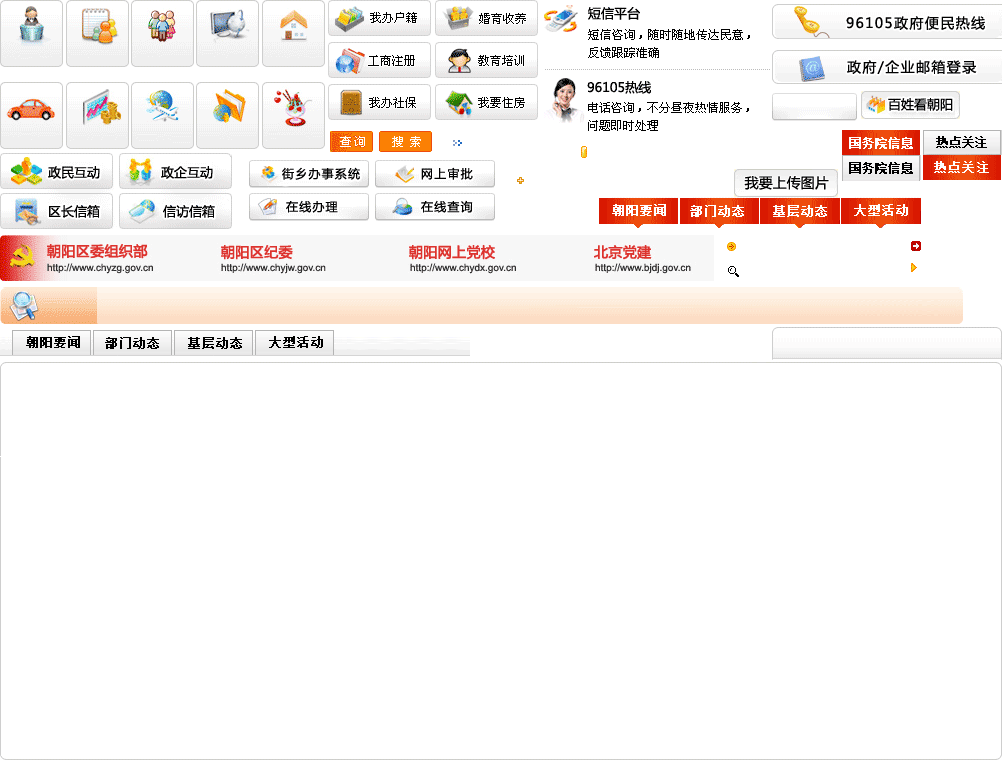 我办户籍
婚育收养
短信平台
短信咨询，随时随地传达民意，
反馈跟踪准确
96105政府便民热线
工商注册
教育培训
政府/企业邮箱登录
我办社保
我要住房
96105热线
电话咨询，不分昼夜热情服务，
问题即时处理
百姓看朝阳
查询
搜 索
国务院信息
热点关注
国务院信息
热点关注
政民互动
政企互动
街乡办事系统
网上审批
我要上传图片
区长信箱
信访信箱
在线办理
在线查询
朝阳要闻
部门动态
基层动态
大型活动
朝阳区委组织部
http://www.chyzg.gov.cn
朝阳区纪委
http://www.chyjw.gov.cn
朝阳网上党校
http://www.chydx.gov.cn
北京党建
http://www.bjdj.gov.cn
朝阳要闻
部门动态
基层动态
大型活动